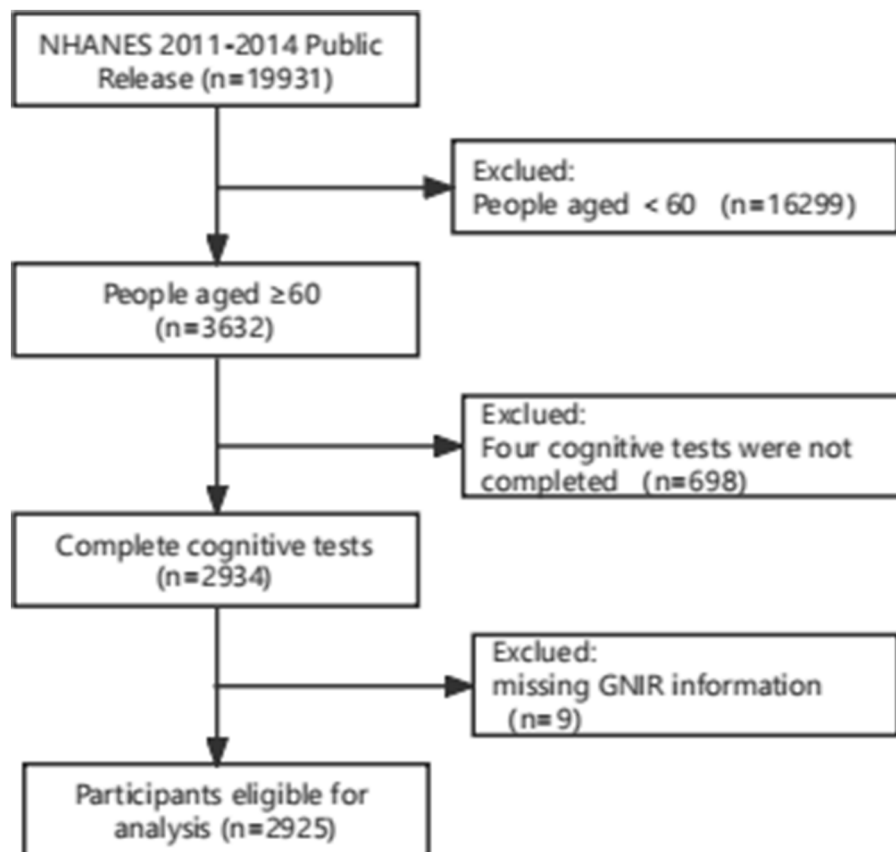 NHANES 2011-2014 Public
Release (n=19931)
Exclued:
People aged < 60 (n=16299)
People aged ≥60
(n=3632)
Exclued:
Four cognitive tests were not
completed (n=698)
Complete cognitive tests
(n=2934)
Exclued:
missing GNIR information
(n=9)
Participants eligible for
analysis (n=2925)